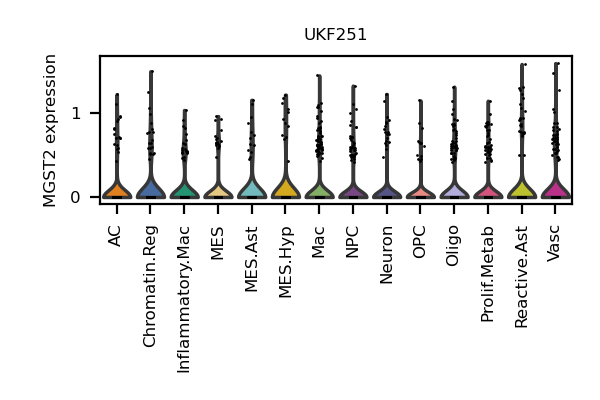 UKF251
MGST2 expression
1
0
AC
Chromatin.Reg
Inflammatory.Mac
MES
MES.Ast
MES.Hyp
Mac
NPC
Neuron
OPC
Oligo
Prolif.Metab
Reactive.Ast
Vasc